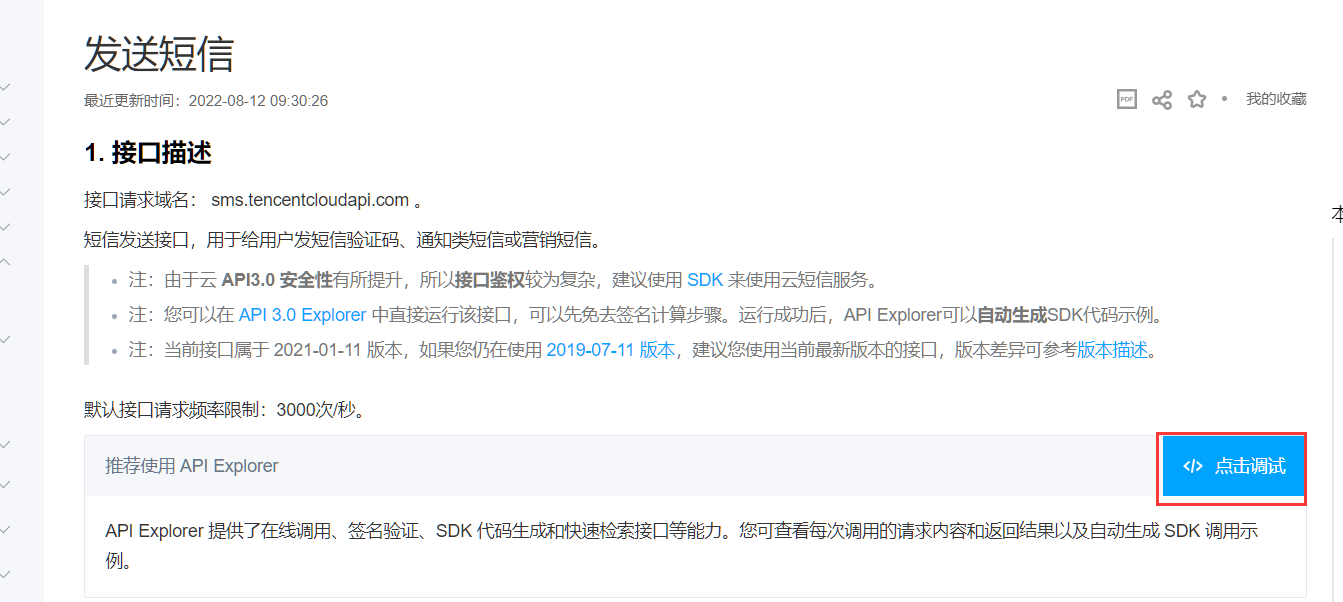 发送短信
最近更新时间：2022-08-12 09:30:26
PDF
我的收藏
1. 接口描述
接口请求域名： sms.tencentcloudapi.com 。
短信发送接口，用于给用户发短信验证码、通知类短信或营销短信。
注：由于云 API3.0 安全性有所提升，所以接口鉴权较为复杂，建议使用 SDK 来使用云短信服务。
注：您可以在 API 3.0 Explorer 中直接运行该接口，可以先免去签名计算步骤。运行成功后，API Explorer可以自动生成SDK代码示例。
注：当前接口属于 2021-01-11 版本，如果您仍在使用 2019-07-11 版本，建议您使用当前最新版本的接口，版本差异可参考版本描述。
默认接口请求频率限制：3000次/秒。
推荐使用 API Explorer
</> 点击调试
API Explorer 提供了在线调用、签名验证、SDK 代码生成和快速检索接口等能力。您可查看每次调用的请求内容和返回结果以及自动生成 SDK 调用示
例。